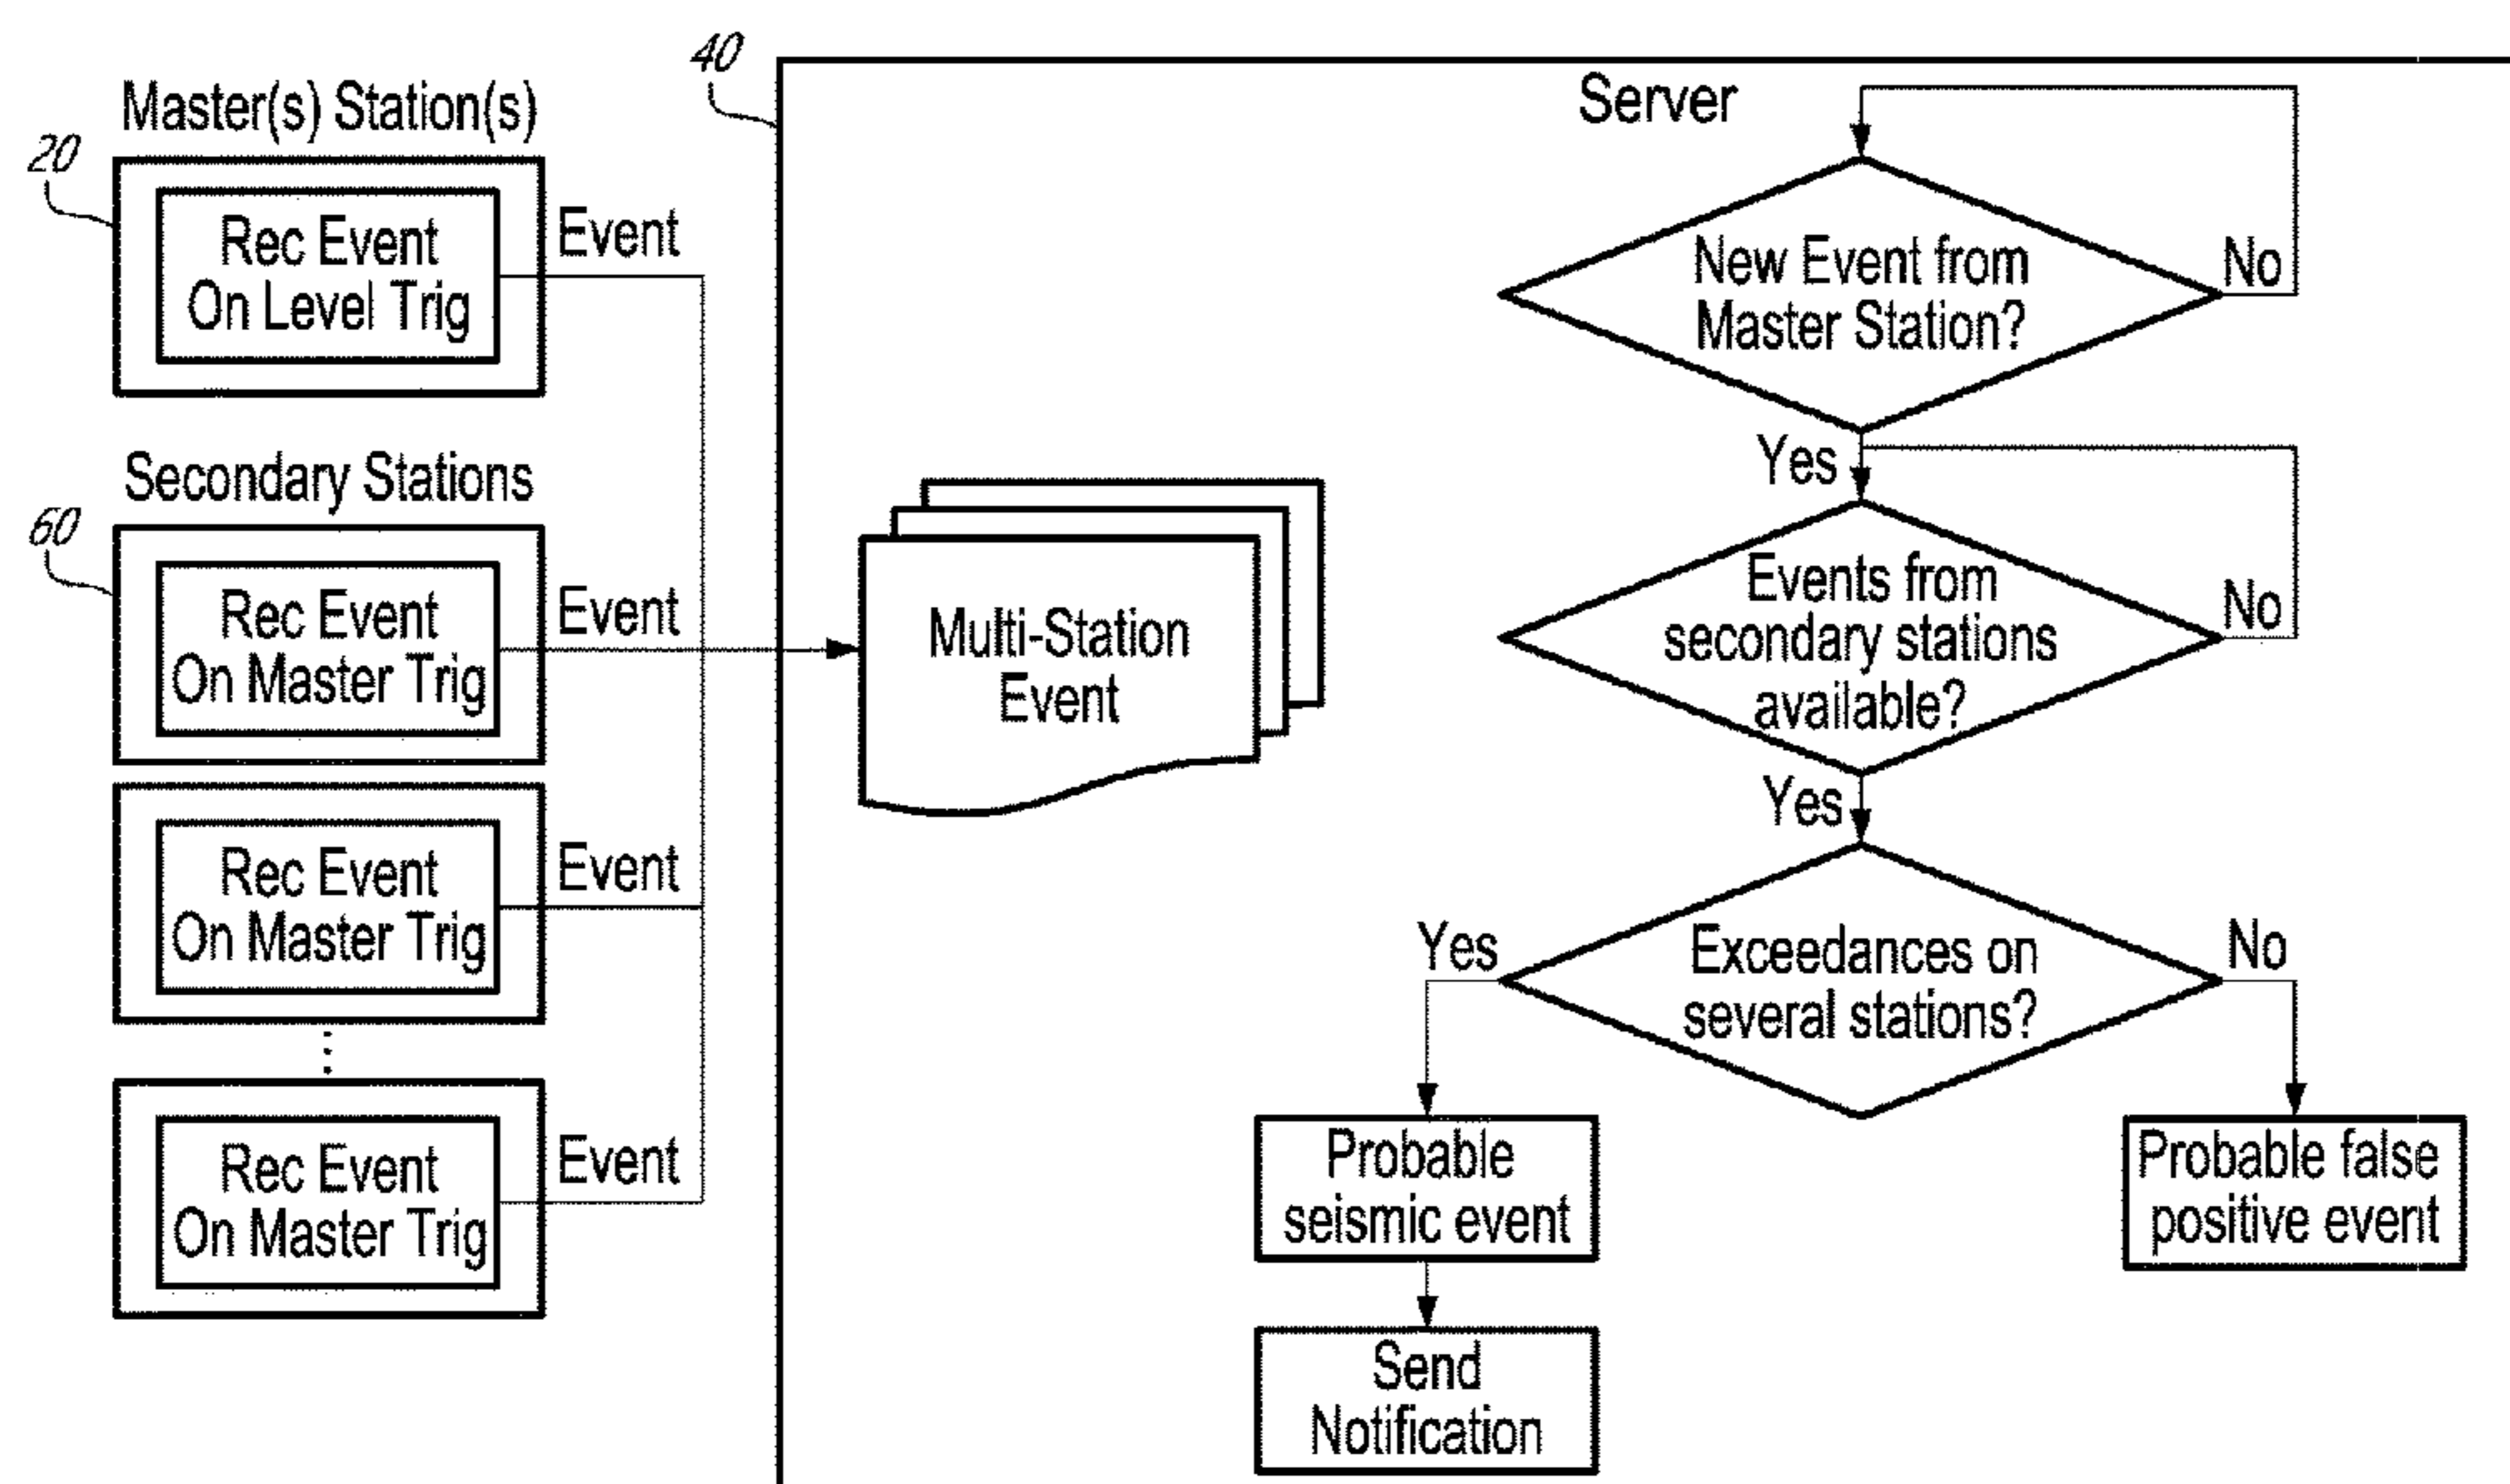 40
Master(s) Station(s)
20
Rec Event
On Level Trig
Event
Secondary Stations
60
Rec Event
On Master Trig
Event
Rec Event
On Master Trig
Event
Rec Event
On Master Trig
Event
Multi-Station
Event
Server
New Event from
Master Station?
No
Yes
Events from
secondary stations
available?
No
Yes
Exceedances on
several stations?
Yes
No
Probable
seismic event
Probable false
positive event
Send
Notification